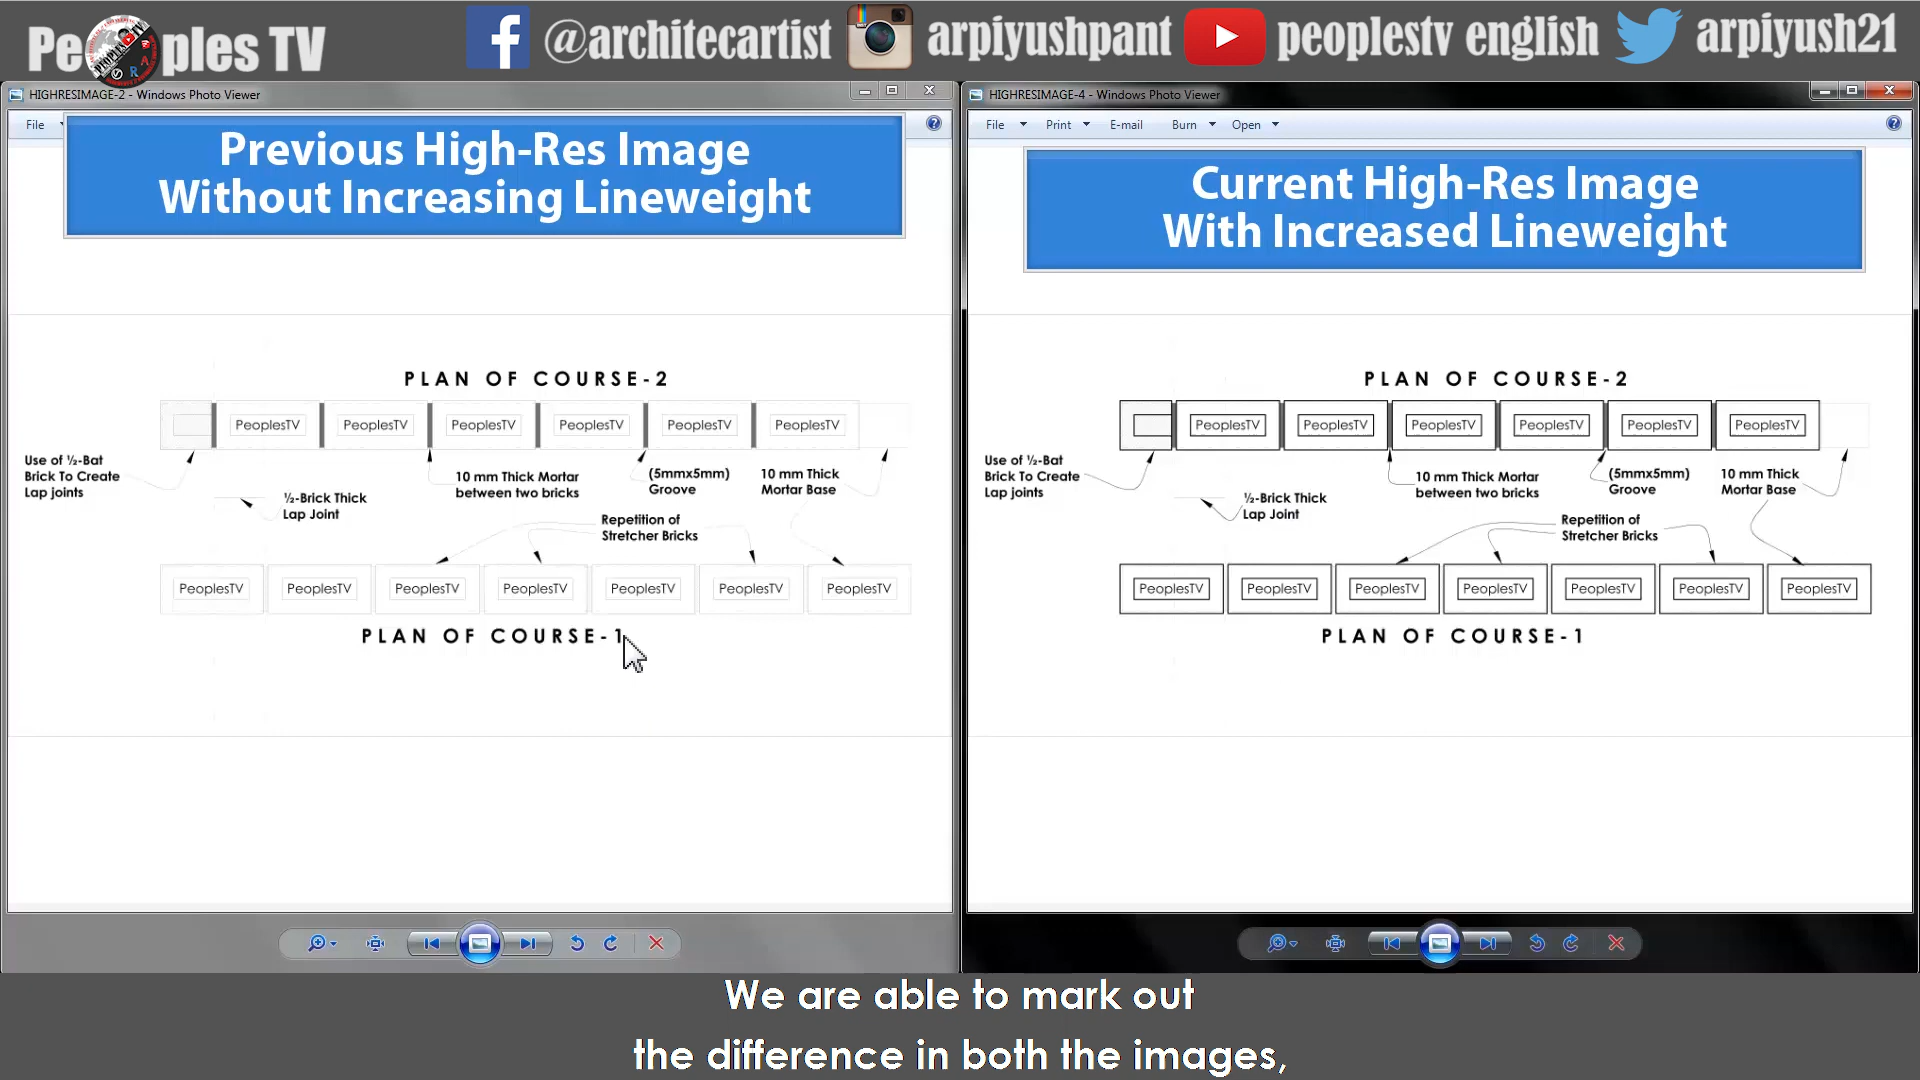 Peoples TV
@architecartist
arpiyushpant
peoplestv english
arpiyush21
HIGHRESIMAGE-2 - Windows Photo Viewer
File
Previous High-Res Image
Without Increasing Lineweight
PLAN OF COURSE-2
PeoplesTV PeoplesTV PeoplesTV PeoplesTV PeoplesTV PeoplesTV
Use of ½-Bat
Brick To Create
Lap joints
½-Brick Thick
Lap Joint
10 mm Thick Mortar
between two bricks
(5mmx5mm)
Groove
10 mm Thick
Mortar Base
Repetition of
Stretcher Bricks
PeoplesTV PeoplesTV PeoplesTV PeoplesTV PeoplesTV PeoplesTV PeoplesTV
PLAN OF COURSE-1
HIGHRESIMAGE-4 - Windows Photo Viewer
File Print E-mail Burn Open
Current High-Res Image
With Increased Lineweight
PLAN OF COURSE-2
PeoplesTV PeoplesTV PeoplesTV PeoplesTV PeoplesTV PeoplesTV
Use of ½-Bat
Brick To Create
Lap joints
½-Brick Thick
Lap Joint
10 mm Thick Mortar
between two bricks
(5mmx5mm)
Groove
10 mm Thick
Mortar Base
Repetition of
Stretcher Bricks
PeoplesTV PeoplesTV PeoplesTV PeoplesTV PeoplesTV PeoplesTV PeoplesTV
PLAN OF COURSE-1
We are able to mark out
the difference in both the images,